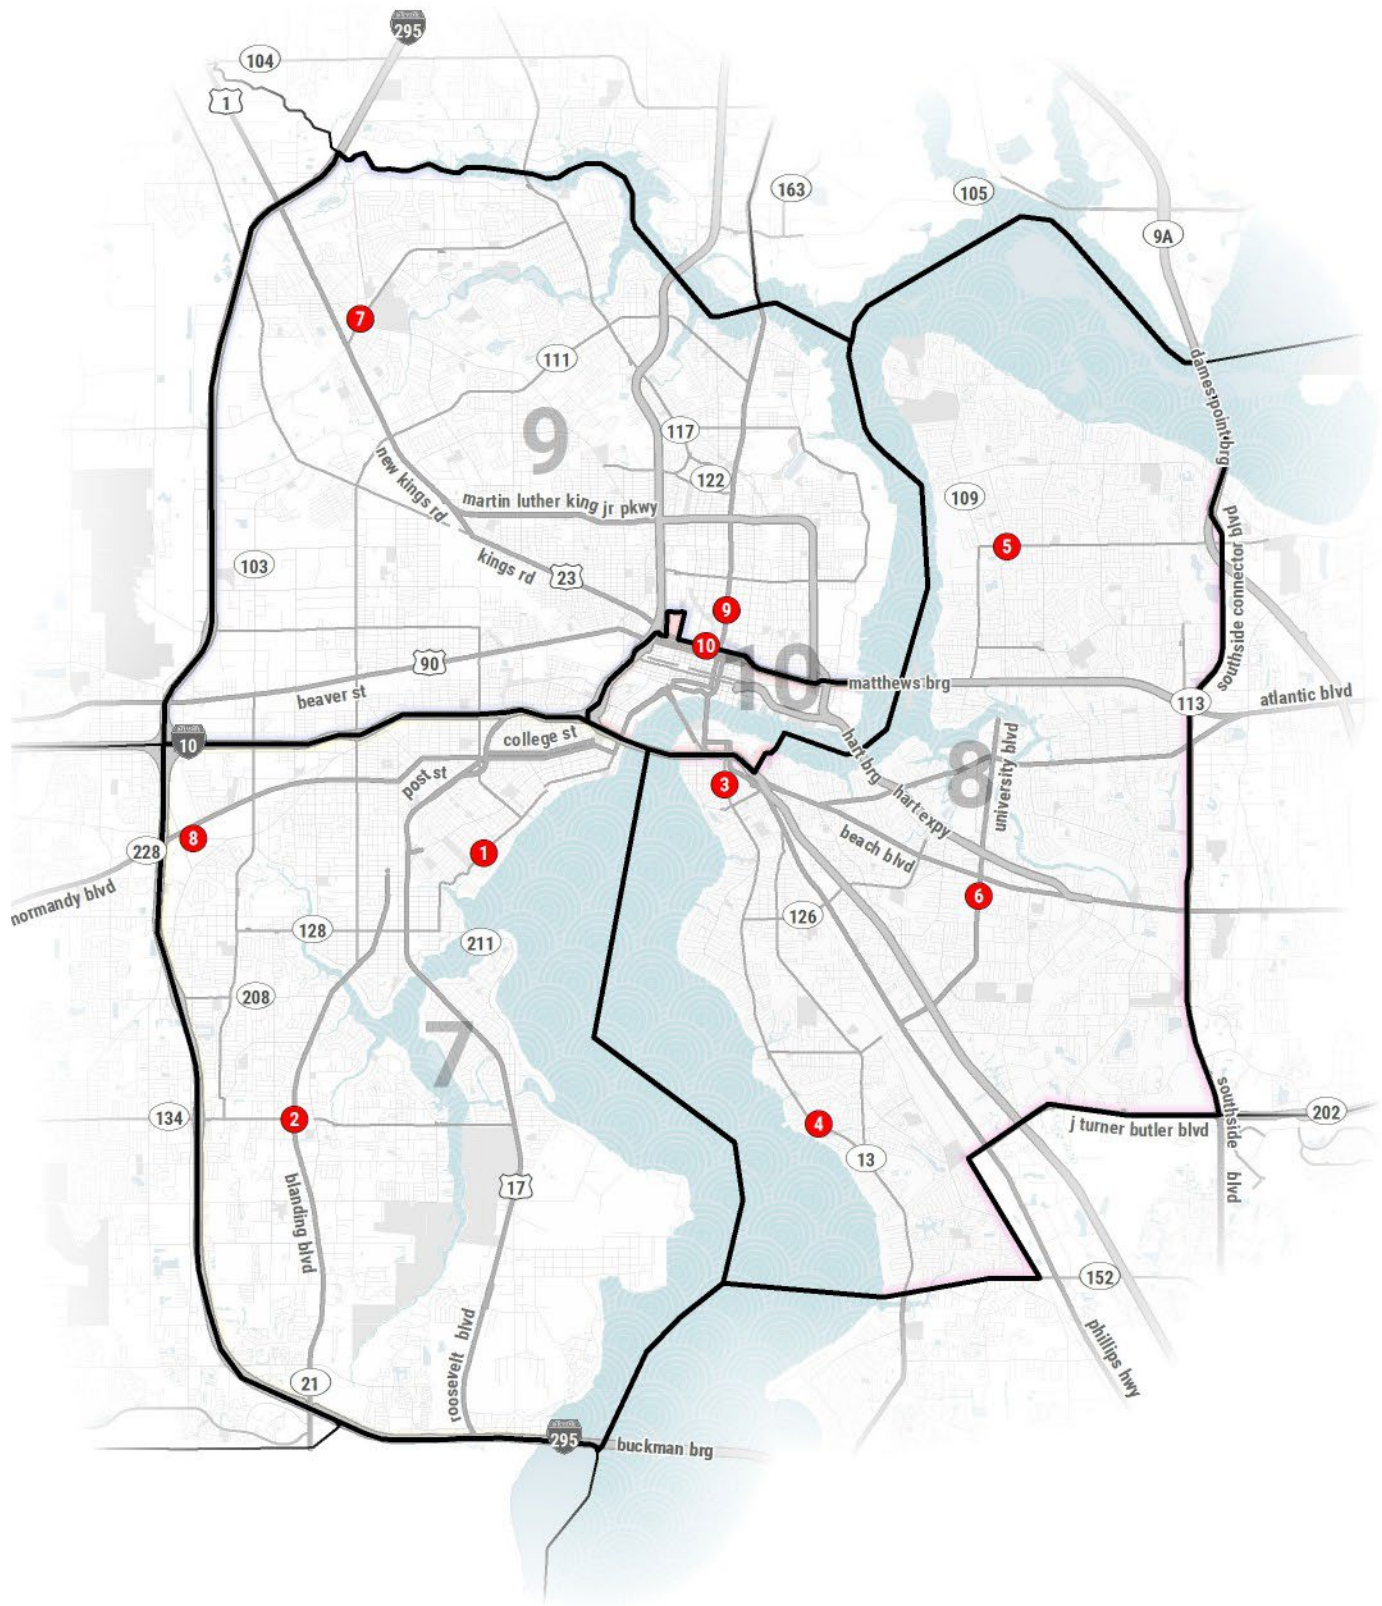 295
104
1
163
105
9A
7
dames point brg
111
9
117
122
109
new kings rd
martin luther king jr pkwy
5
southside connector blvd
103
kings rd
23
9
10
10
90
beaver st
matthews brg
113
atlantic blvd
10
college st
hart brg
8
university blvd
post st
3
hart expy
8
228
1
beach blvd
normandy blvd
6
126
128
211
208
7
134
2
4
southside blvd
202
j turner butler blvd
13
17
blanding blvd
152
roosevelt blvd
phillips hwy
21
295
buckman brg